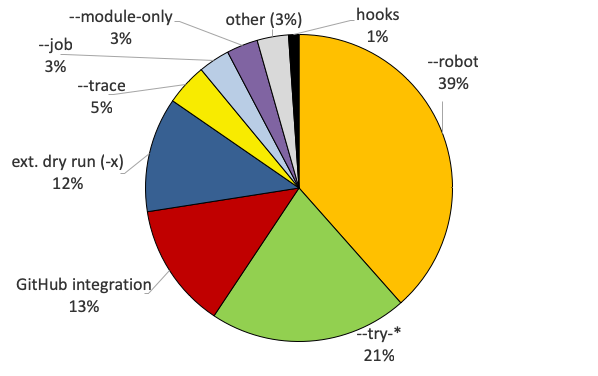 hooks
1%
--robot
39%
--try-*
21%
GitHub integration
13%
ext. dry run (-x)
12%
--trace
5%
--job
3%
--module-only
3%
other (3%)